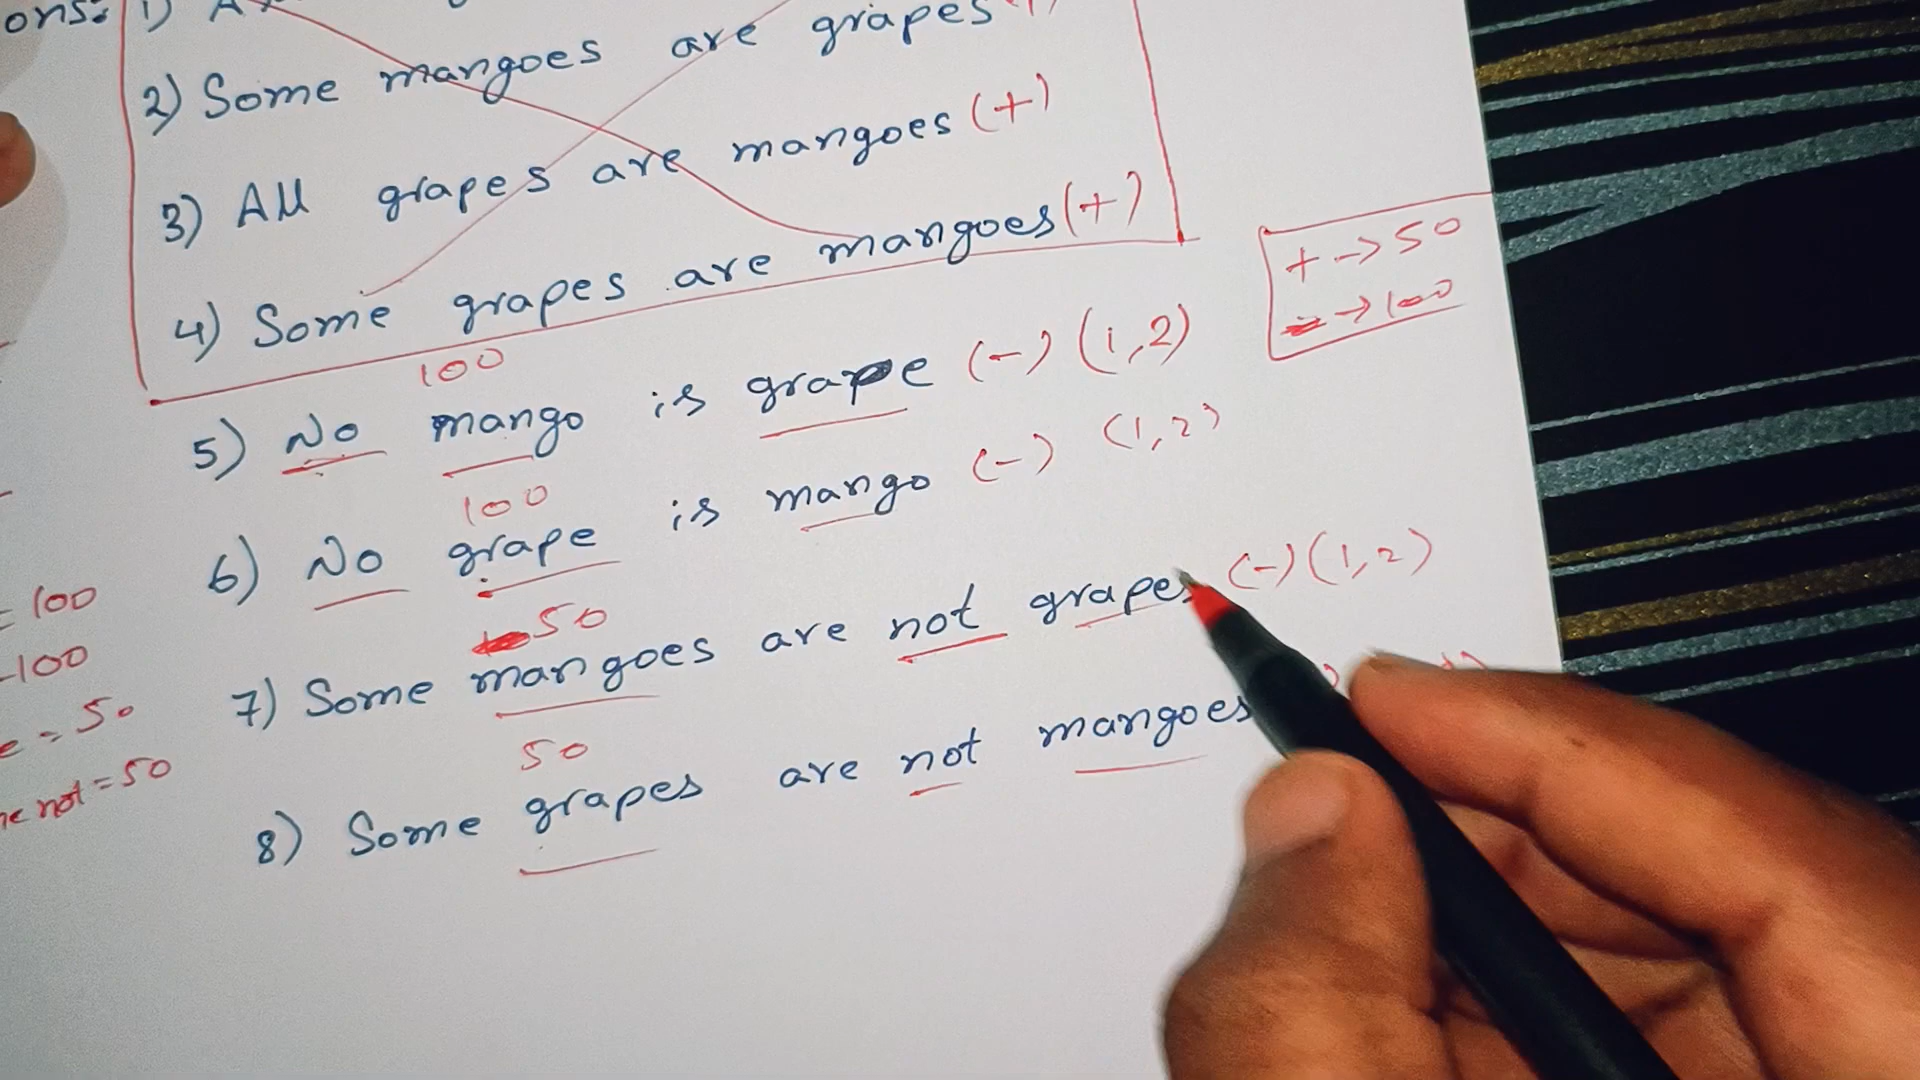 ons: 1) A
2) Some mangoes are grapes
3) All grapes are mangoes (+)
4) Some grapes are mangoes (+)
+ -> 50
- -> 100
100
5) No mango is grape (-) (1,2)
100
6) No grape is mango (-) (1,2)
50
7) Some mangoes are not grapes (-) (1,2)
50
8) Some grapes are not mangoes
= 100
-100
e = 50
not = 50